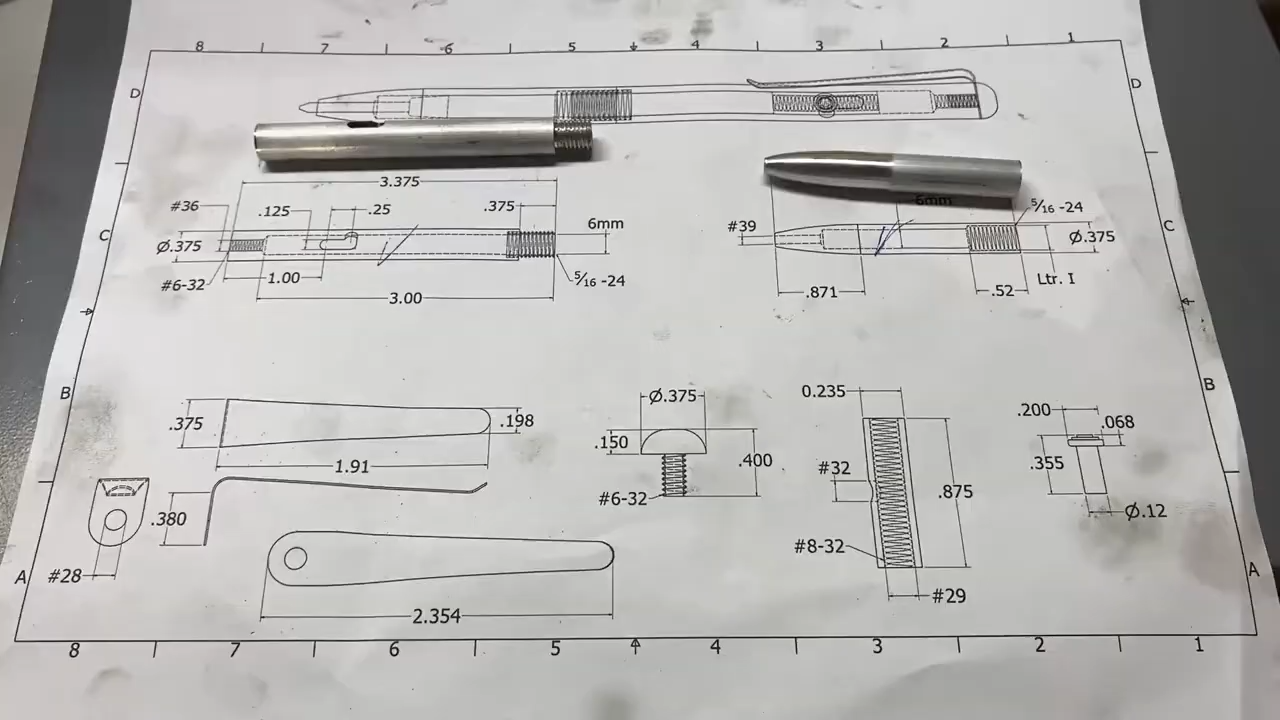 8 7 6 5 4 3 2 1
D D
3.375
#36 .125 .25 .375 6mm
Ø.375
#6-32 1.00
5/16 -24
3.00
6mm 5/16 -24
#39 Ø.375
Ltr. I
.871 .52
C C
B B
.375 .198
1.91
.380
#28
2.354
Ø.375
.150 .400
#6-32
0.235
#32 .875
#8-32
#29
.200 .068
.355
Ø.12
A A
8 7 6 5 4 3 2 1